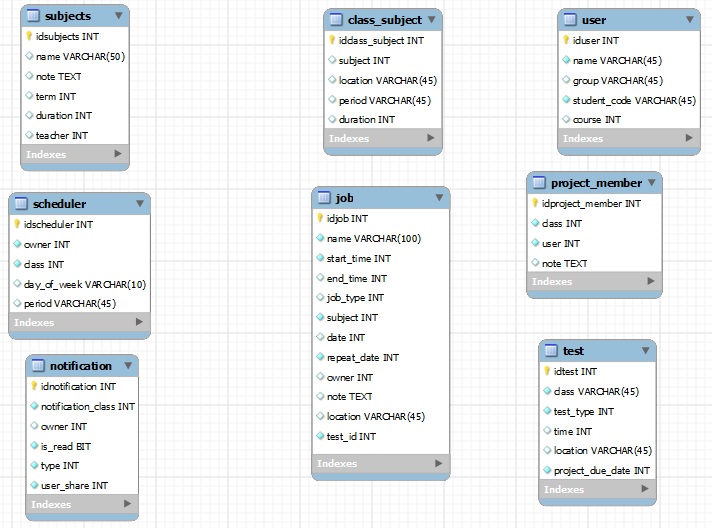 subjects
idsubjects INT
name VARCHAR(50)
note TEXT
term INT
duration INT
teacher INT
Indexes
class_subject
idclass_subject INT
subject INT
location VARCHAR(45)
period VARCHAR(45)
duration INT
Indexes
user
iduser INT
name VARCHAR(45)
group VARCHAR(45)
student_code VARCHAR(45)
course INT
Indexes
scheduler
idscheduler INT
owner INT
class INT
day_of_week VARCHAR(10)
period VARCHAR(45)
Indexes
job
idjob INT
name VARCHAR(100)
start_time INT
end_time INT
job_type INT
subject INT
date INT
repeat_date INT
owner INT
note TEXT
location VARCHAR(45)
test_id INT
Indexes
project_member
idproject_member INT
class INT
user INT
note TEXT
Indexes
notification
idnotification INT
notification_class INT
owner INT
is_read BIT
type INT
user_share INT
Indexes
test
idtest INT
class VARCHAR(45)
test_type INT
time INT
location VARCHAR(45)
project_due_date INT
Indexes